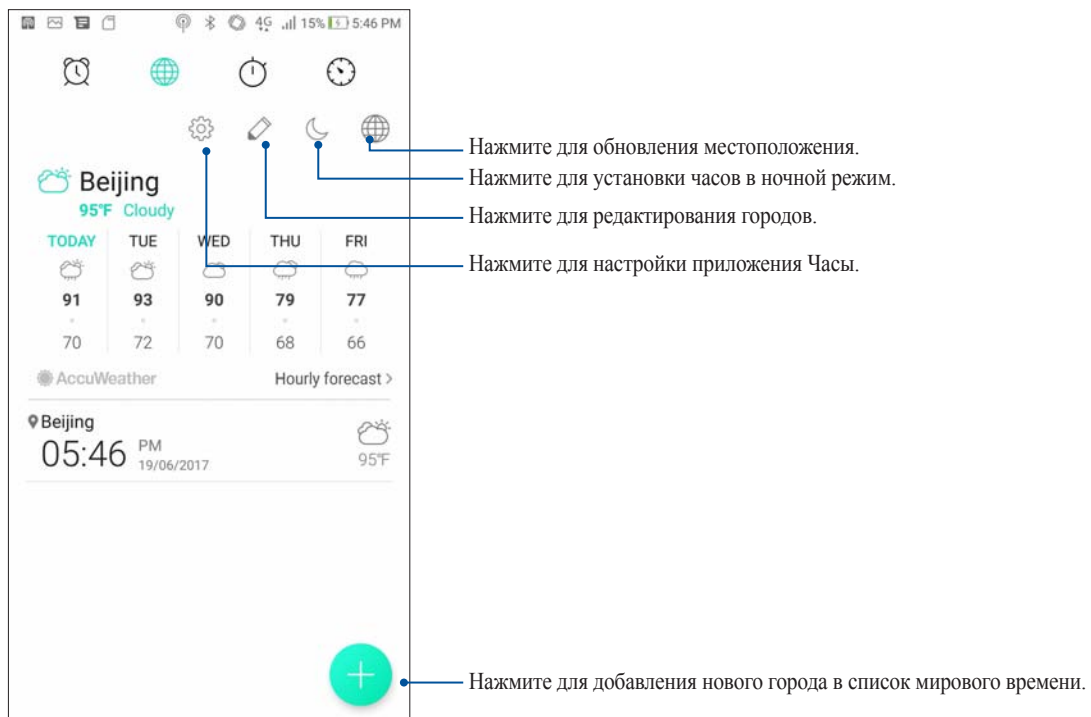 4G 15% 5:46 PM
Нажмите для обновления местоположения.
Нажмите для установки часов в ночной режим.
Нажмите для редактирования городов.
Нажмите для настройки приложения Часы.
Beijing
95°F Cloudy
TODAY TUE WED THU FRI
91 93 90 79 77
70 72 70 68 66
AccuWeather Hourly forecast >
Beijing
05:46 PM
19/06/2017
95°F
Нажмите для добавления нового города в список мирового времени.